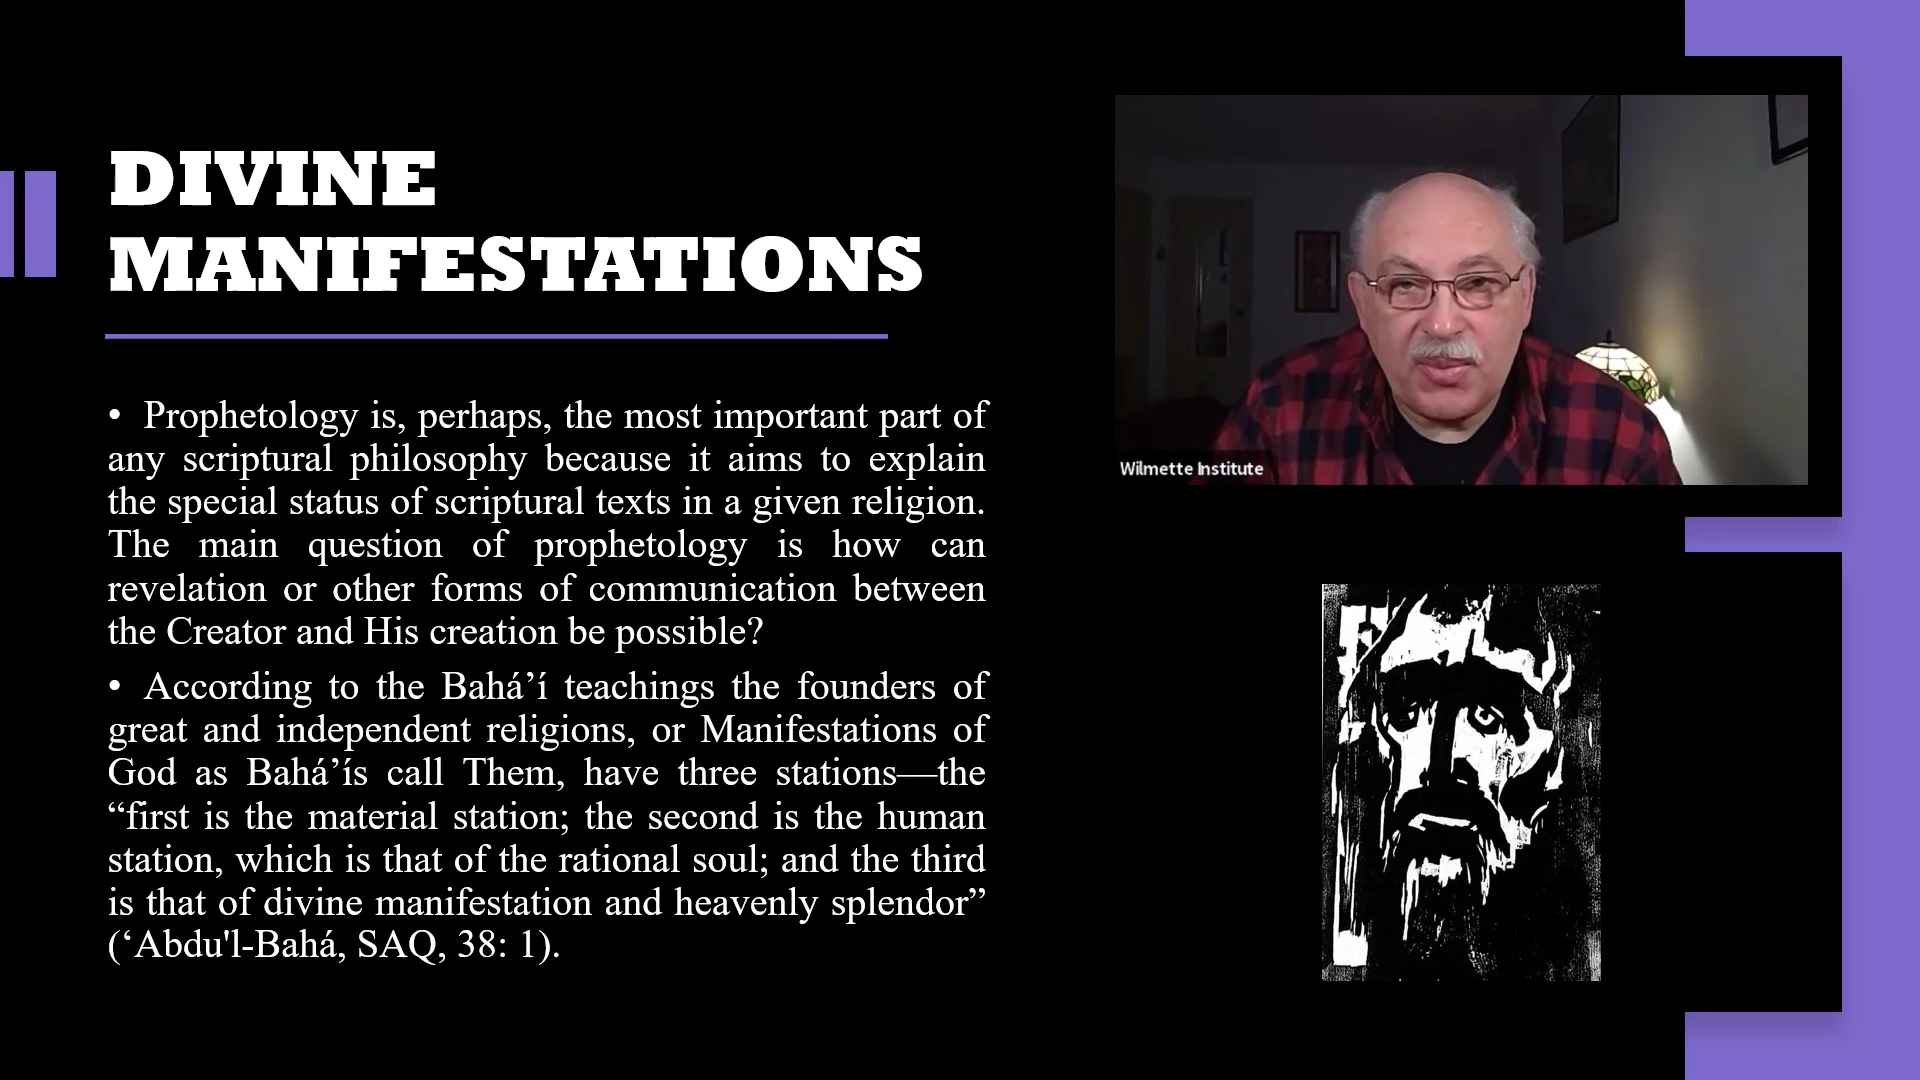 DIVINE
MANIFESTATIONS
• Prophetology is, perhaps, the most important part of
any scriptural philosophy because it aims to explain
the special status of scriptural texts in a given religion.
The main question of prophetology is how can
revelation or other forms of communication between
the Creator and His creation be possible?
• According to the Bahá’í teachings the founders of
great and independent religions, or Manifestations of
God as Bahá’ís call Them, have three stations—the
“first is the material station; the second is the human
station, which is that of the rational soul; and the third
is that of divine manifestation and heavenly splendor”
(‘Abdu'l-Bahá, SAQ, 38: 1).
Wilmette Institute